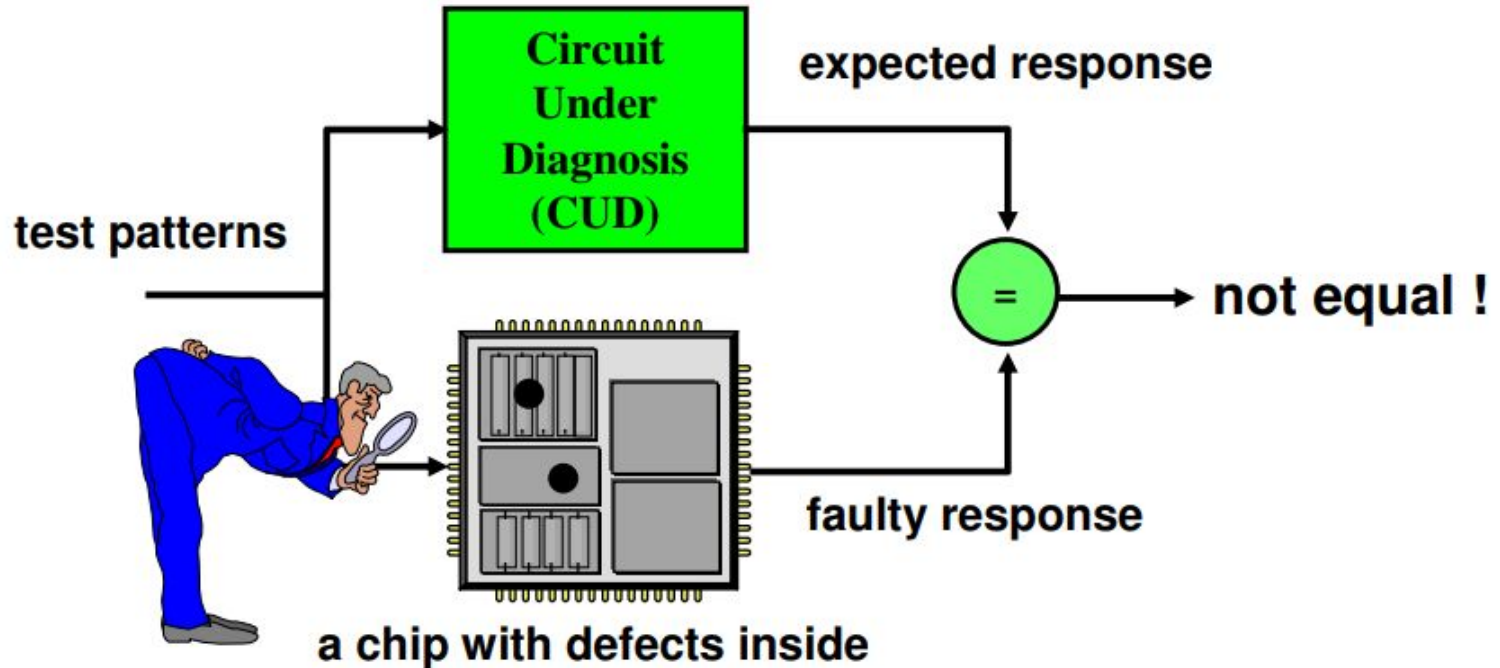 Circuit
Under
Diagnosis
(CUD)
expected response
test patterns
=
not equal !
faulty response
a chip with defects inside